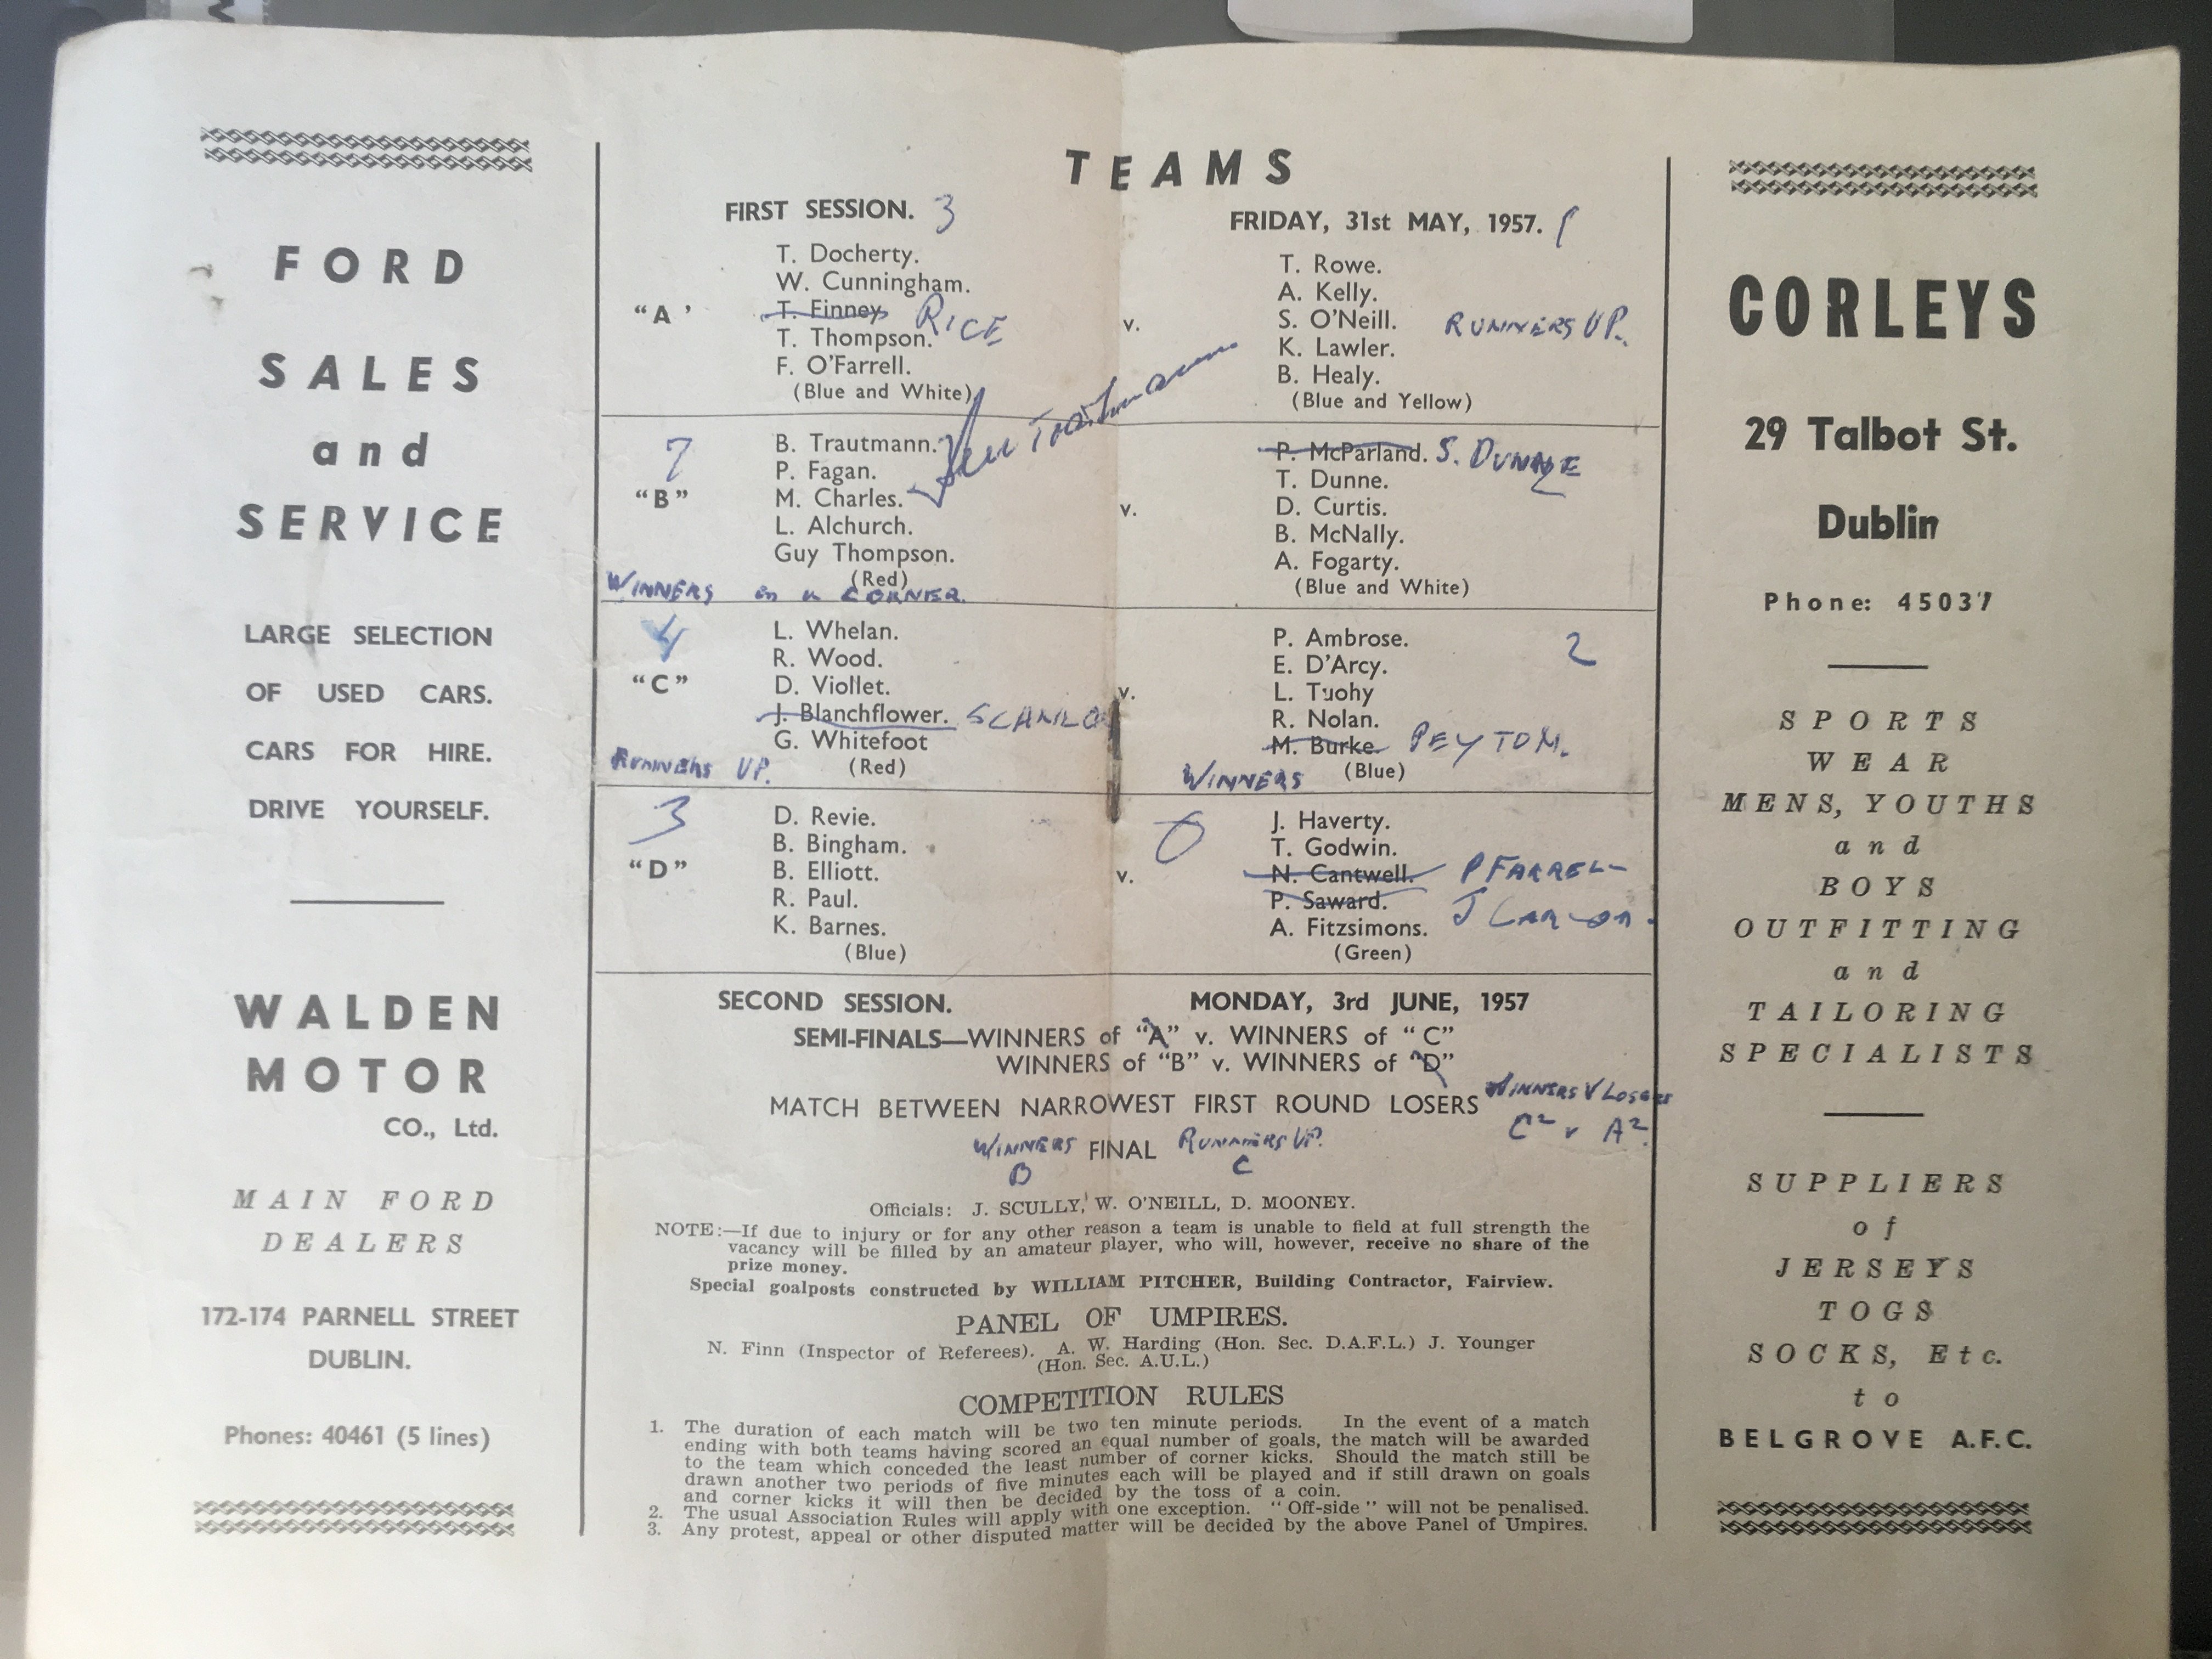 FORD
SALES
and
SERVICE
LARGE SELECTION
OF USED CARS.
CARS FOR HIRE.
DRIVE YOURSELF.
WALDEN
MOTOR
CO., Ltd.
MAIN FORD
DEALERS
172-174 PARNELL STREET
DUBLIN.
Phones: 40461 (5 lines)
TEAMS
FIRST SESSION. 3
FRIDAY, 31st MAY, 1957. 1
"A'
T. Docherty.
W. Cunningham.
T. Finney RICE
T. Thompson.
F. O'Farrell.
(Blue and White)
v.
T. Rowe.
A. Kelly.
S. O'Neill. RUNNERS UP.
K. Lawler.
B. Healy.
(Blue and Yellow)
7
"B"
B. Trautmann. Bert Trautmann
P. Fagan.
M. Charles.
L. Alchurch.
Guy Thompson.
(Red)
WINNERS on a CORNER.
v.
P. McParland. S. DUNNE
T. Dunne.
D. Curtis.
B. McNally.
A. Fogarty.
(Blue and White)
4
"C"
L. Whelan.
R. Wood.
D. Viollet.
J. Blanchflower.
G. Whitefoot
(Red)
RUNNERS UP.
v.
P. Ambrose. 2
E. D'Arcy.
L. Tuohy
R. Nolan.
M. Burke. PEYTON.
(Blue)
WINNERS
3
"D"
D. Revie.
B. Bingham.
B. Elliott.
R. Paul.
K. Barnes.
(Blue)
0
v.
J. Haverty.
T. Godwin.
N. Cantwell. P FARREL
P. Saward. J
A. Fitzsimons.
(Green)
SECOND SESSION. MONDAY, 3rd JUNE, 1957
SEMI-FINALS—WINNERS of "A" v. WINNERS of "C"
WINNERS of "B" v. WINNERS of "D"
MATCH BETWEEN NARROWEST FIRST ROUND LOSERS WINNERS V LOSERS
C2 v A2
WINNERS FINAL RUNNERS UP.
B C
Officials: J. SCULLY, W. O'NEILL, D. MOONEY.
NOTE:—If due to injury or for any other reason a team is unable to field at full strength the
vacancy will be filled by an amateur player, who will, however, receive no share of the
prize money.
Special goalposts constructed by WILLIAM PITCHER, Building Contractor, Fairview.
PANEL OF UMPIRES.
N. Finn (Inspector of Referees). A. W. Harding (Hon. Sec. D.A.F.L.) J. Younger
(Hon. Sec. A.U.L.)
COMPETITION RULES
1. The duration of each match will be two ten minute periods. In the event of a match
ending with both teams having scored an equal number of goals, the match will be awarded
to the team which conceded the least number of corner kicks. Should the match still be
drawn another two periods of five minutes each will be played and if still drawn on goals
and corner kicks it will then be decided by the toss of a coin.
2. The usual Association Rules will apply with one exception. "Off-side" will not be penalised.
3. Any protest, appeal or other disputed matter will be decided by the above Panel of Umpires.
CORLEYS
29 Talbot St.
Dublin
Phone: 45037
SPORTS
WEAR
MENS, YOUTHS
and
BOYS
OUTFITTING
and
TAILORING
SPECIALISTS
SUPPLIERS
of
JERSEYS
TOGS
SOCKS, Etc.
to
BELGROVE A.F.C.